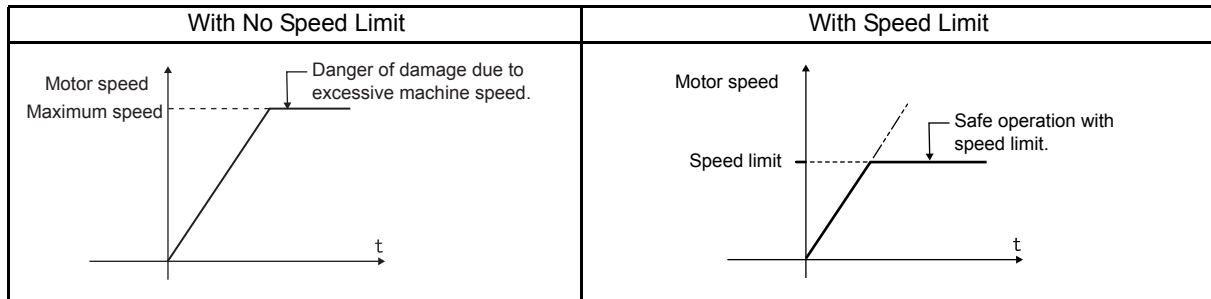 With No Speed Limit
With Speed Limit
Motor speed
Maximum speed
Danger of damage due to
excessive machine speed.
t
Motor speed
Speed limit
Safe operation with
speed limit.
t